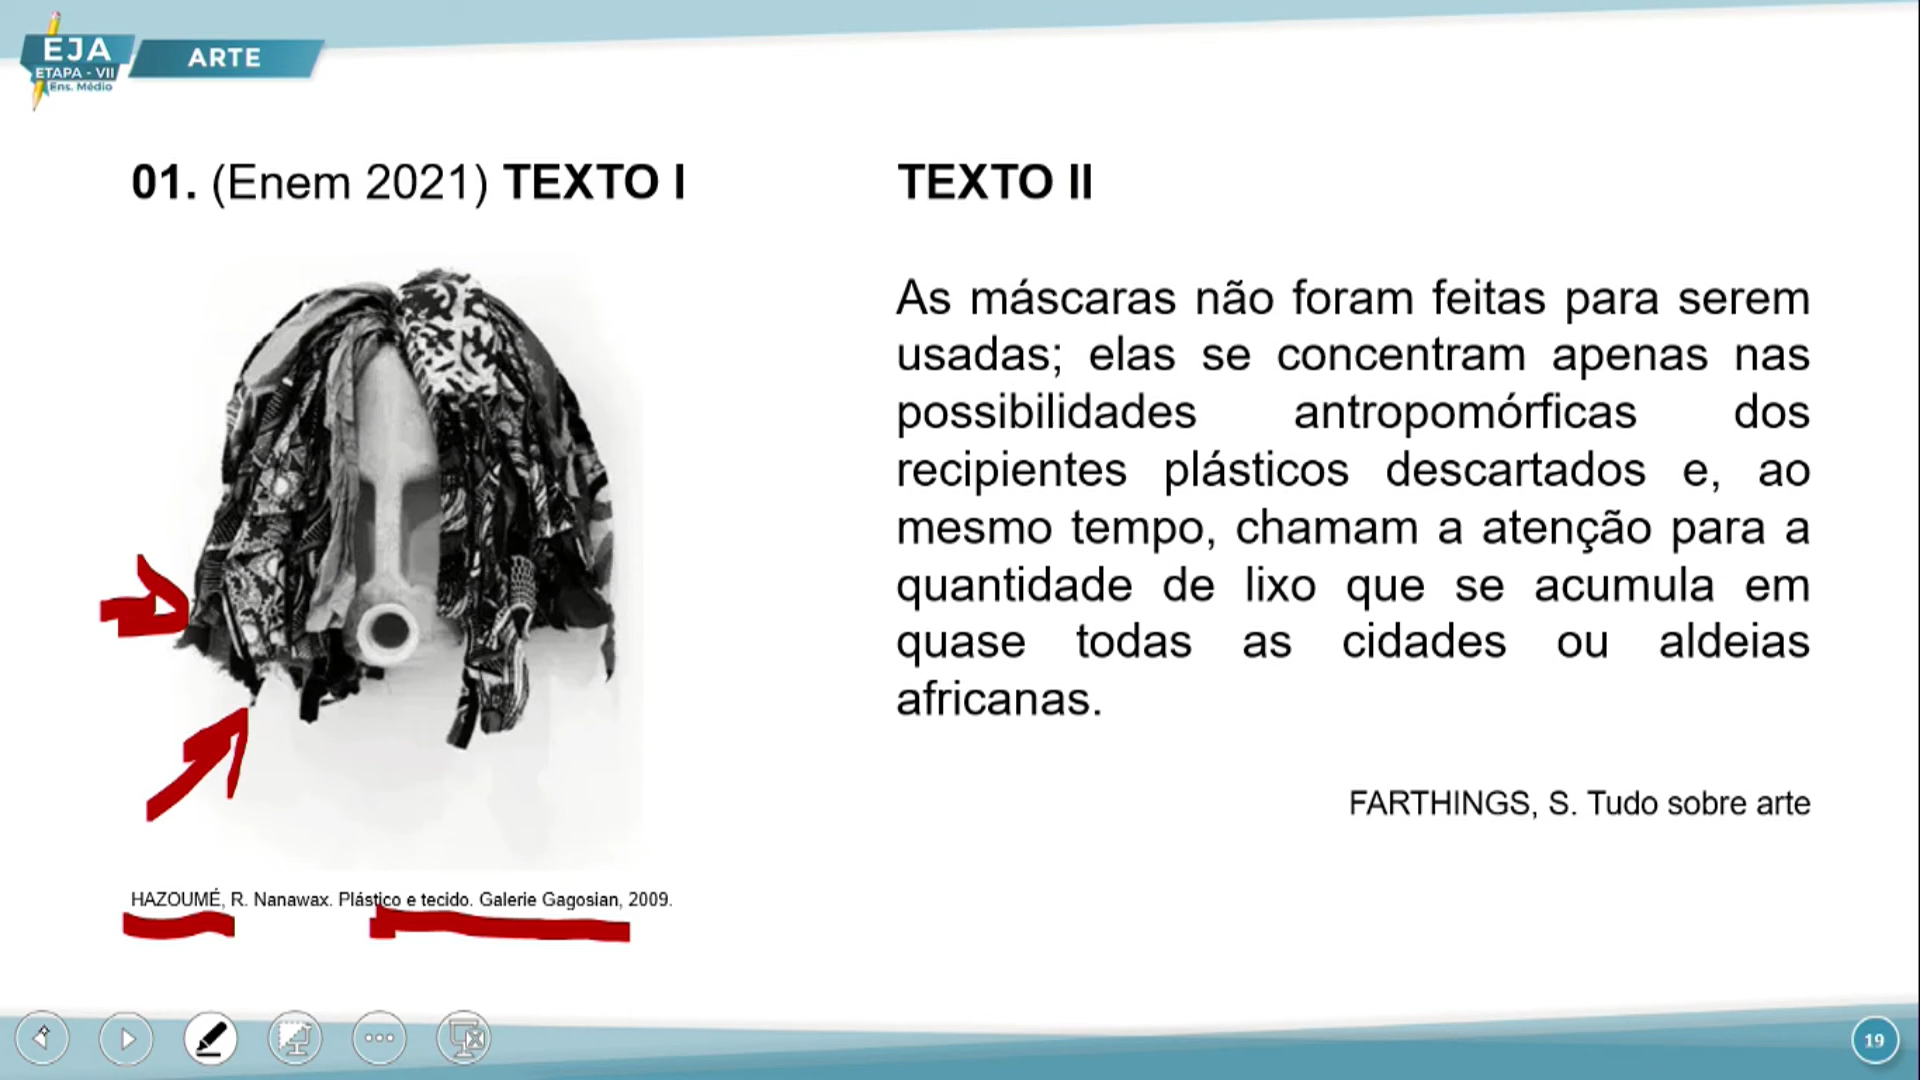 EJA
ETAPA - VII
Ens. Médio
ARTE
01. (Enem 2021) TEXTO I
HAZOUMÉ, R. Nanawax. Plástico e tecido. Galerie Gagosian, 2009.
TEXTO II
As máscaras não foram feitas para serem
usadas; elas se concentram apenas nas
possibilidades antropomórficas dos
recipientes plásticos descartados e, ao
mesmo tempo, chamam a atenção para a
quantidade de lixo que se acumula em
quase todas as cidades ou aldeias
africanas.
FARTHINGS, S. Tudo sobre arte
19